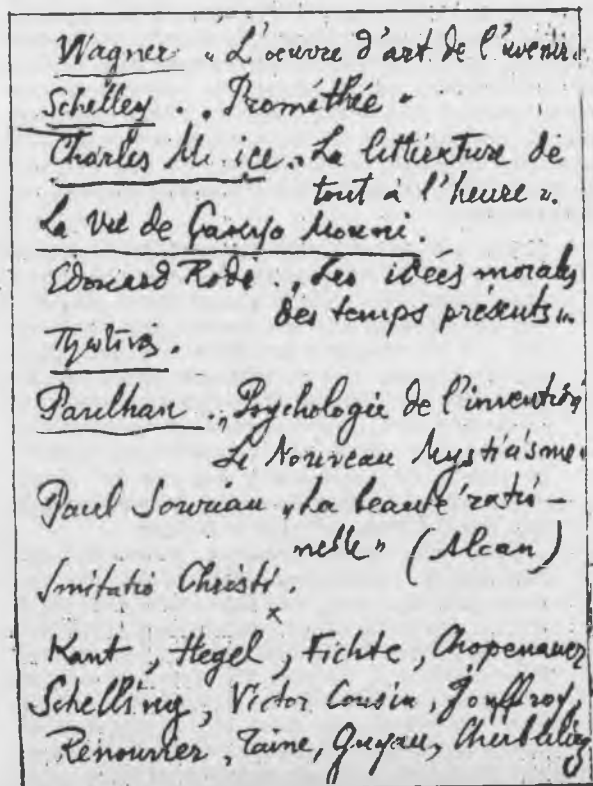 Wagner „L'oeuvre d'art de l'avenir"
Schelley „Prométhée"
Charles M ice „La littérature de
tout à l'heure".
La vie de
Edouard Rode „Les idées morales
des temps présents".
Paulhan „Psychologie de l'invention
Le Nouveau Mysticisme"
Paul Souriau „La beauté ratio-
nelle" (Alcan)
Imitatio Christi.
x
Kant, Hegel, Fichte, Chopenauer
Schelling, Victor Cousin, Jouffroy,
Renouvier, Taine, Guyau, Cherbuliez